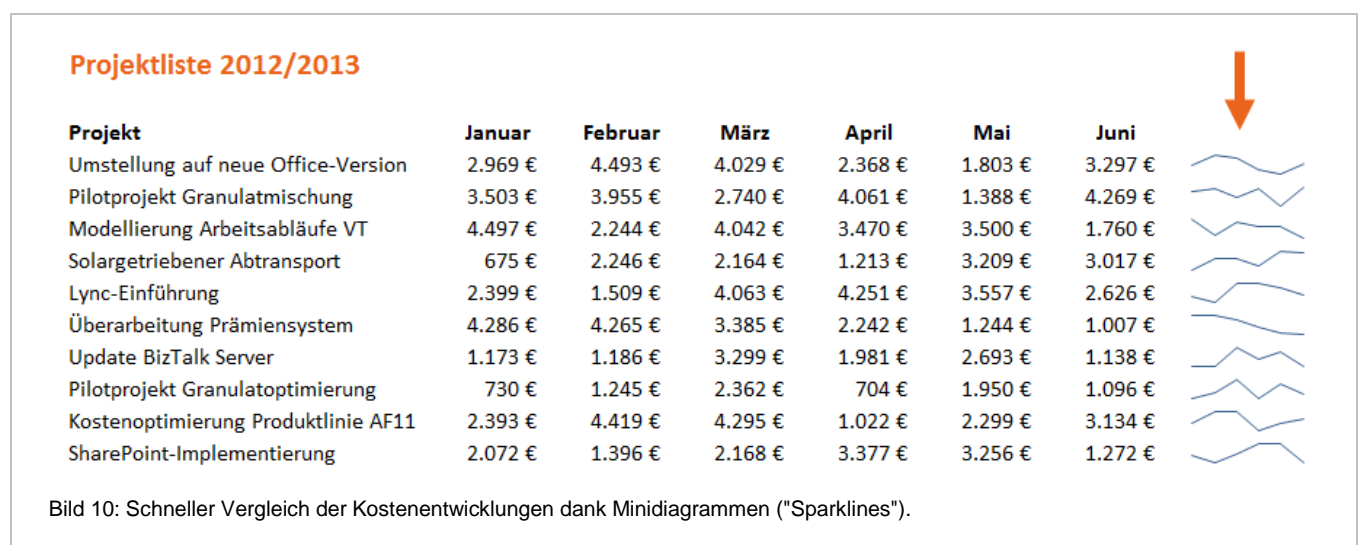 Projektliste 2012/2013
Projekt Januar Februar März April Mai Juni
Umstellung auf neue Office-Version 2.969 € 4.493 € 4.029 € 2.368 € 1.803 € 3.297 €
Pilotprojekt Granulatmischung 3.503 € 3.955 € 2.740 € 4.061 € 1.388 € 4.269 €
Modellierung Arbeitsabläufe VT 4.497 € 2.244 € 4.042 € 3.470 € 3.500 € 1.760 €
Solargetriebener Abtransport 675 € 2.246 € 2.164 € 1.213 € 3.209 € 3.017 €
Lync-Einführung 2.399 € 1.509 € 4.063 € 4.251 € 3.557 € 2.626 €
Überarbeitung Prämiensystem 4.286 € 4.265 € 3.385 € 2.242 € 1.244 € 1.007 €
Update BizTalk Server 1.173 € 1.186 € 3.299 € 1.981 € 2.693 € 1.138 €
Pilotprojekt Granulatoptimierung 730 € 1.245 € 2.362 € 704 € 1.950 € 1.096 €
Kostenoptimierung Produktlinie AF11 2.393 € 4.419 € 4.295 € 1.022 € 2.299 € 3.134 €
SharePoint-Implementierung 2.072 € 1.396 € 2.168 € 3.377 € 3.256 € 1.272 €
Bild 10: Schneller Vergleich der Kostenentwicklungen dank Minidiagrammen ("Sparklines").